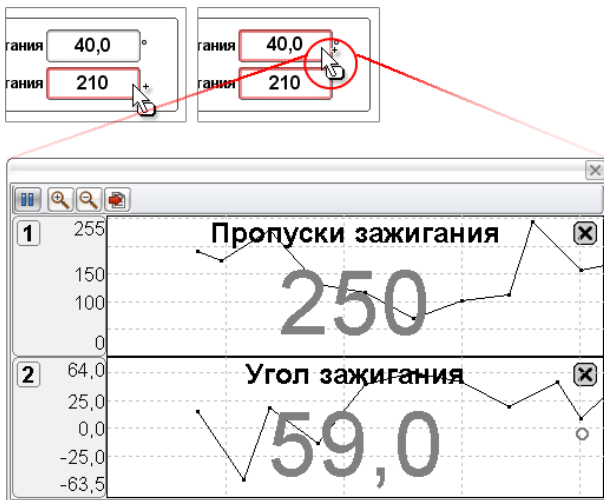 гания 40,0 °
гания 210
гания 40,0 °
гания 210
1 Пропуски зажигания
255
150
100
0
250
2 Угол зажигания
64,0
25,0
0,0
-25,0
-63,5
59,0 °